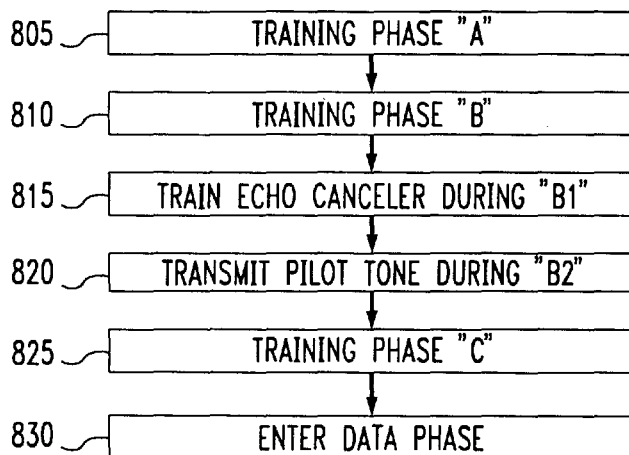 805 TRAINING PHASE "A"
810 TRAINING PHASE "B"
815 TRAIN ECHO CANCELER DURING "B1"
820 TRANSMIT PILOT TONE DURING "B2"
825 TRAINING PHASE "C"
830 ENTER DATA PHASE